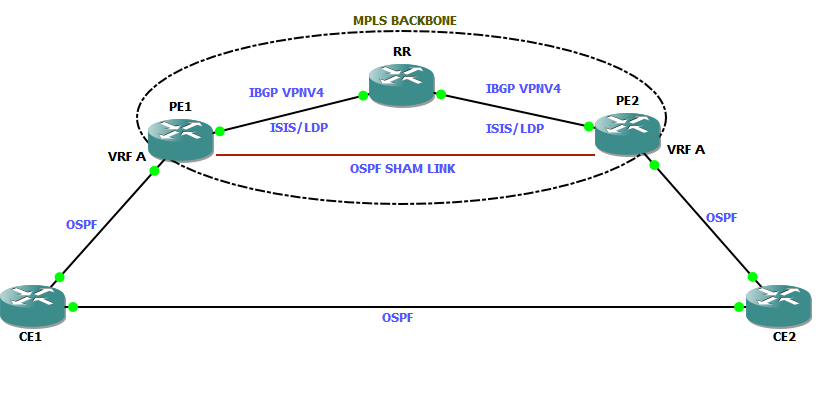 MPLS BACKBONE
RR
IBGP VPNV4
IBGP VPNV4
PE1
PE2
ISIS/LDP
ISIS/LDP
VRF A
VRF A
OSPF SHAM LINK
OSPF
OSPF
OSPF
CE1
CE2